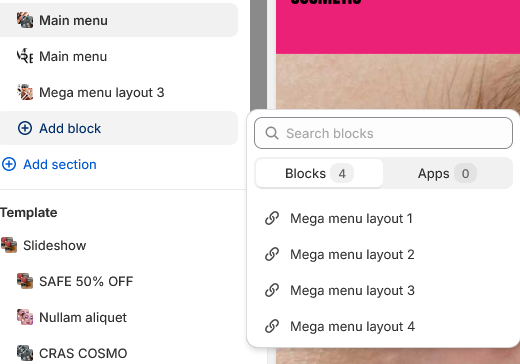 COSMETIC
Main menu
Main menu
Mega menu layout 3
Add block
Add section
Template
Slideshow
SAFE 50% OFF
Nullam aliquet
CRAS COSMO
Search blocks
Blocks 4 Apps 0
Mega menu layout 1
Mega menu layout 2
Mega menu layout 3
Mega menu layout 4